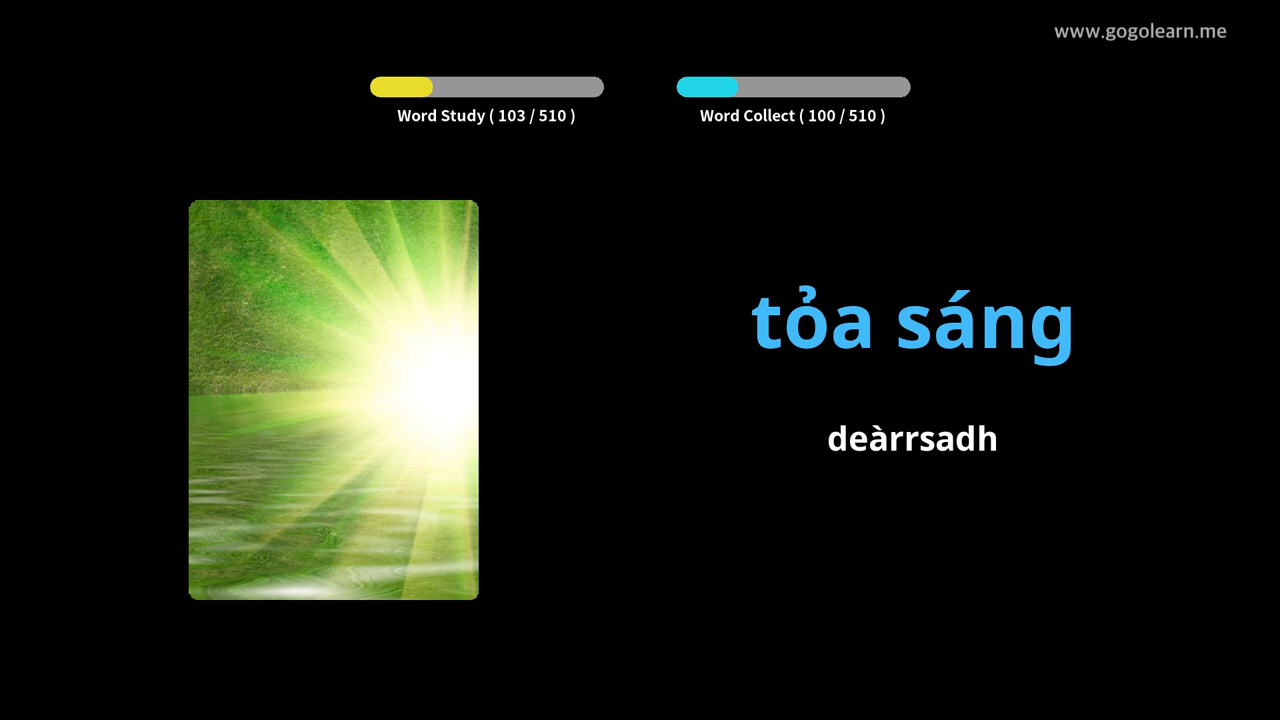 www.gogolearn.me
Word Study ( 103 / 510 )
Word Collect ( 100 / 510 )
tỏa sáng
deàrrsadh